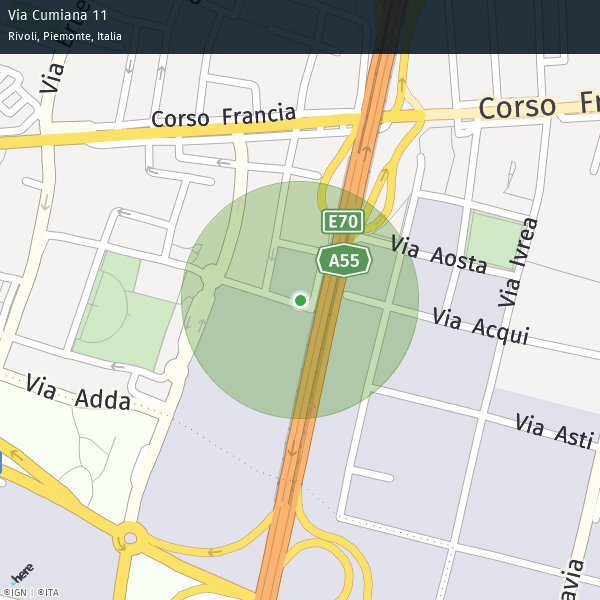 Via Cumiana 11
Rivoli, Piemonte, Italia
Via Ivrea
Corso Francia
Corso Fr
E70
A55
Via Aosta
Via Ivrea
Via Acqui
Via Adda
Via Asti
avia
here
©IGN | ©ITA